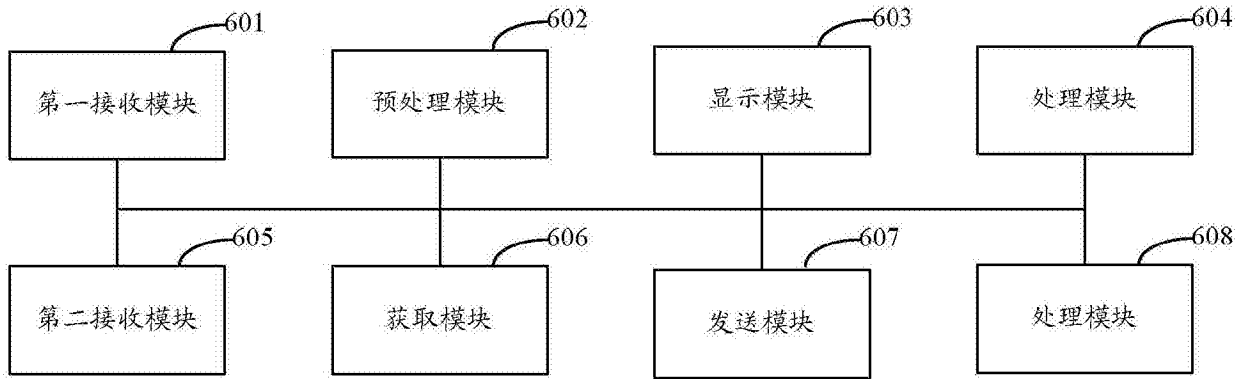 601
602
603
604
第一接收模块
预处理模块
显示模块
处理模块
605
606
607
608
第二接收模块
获取模块
发送模块
处理模块